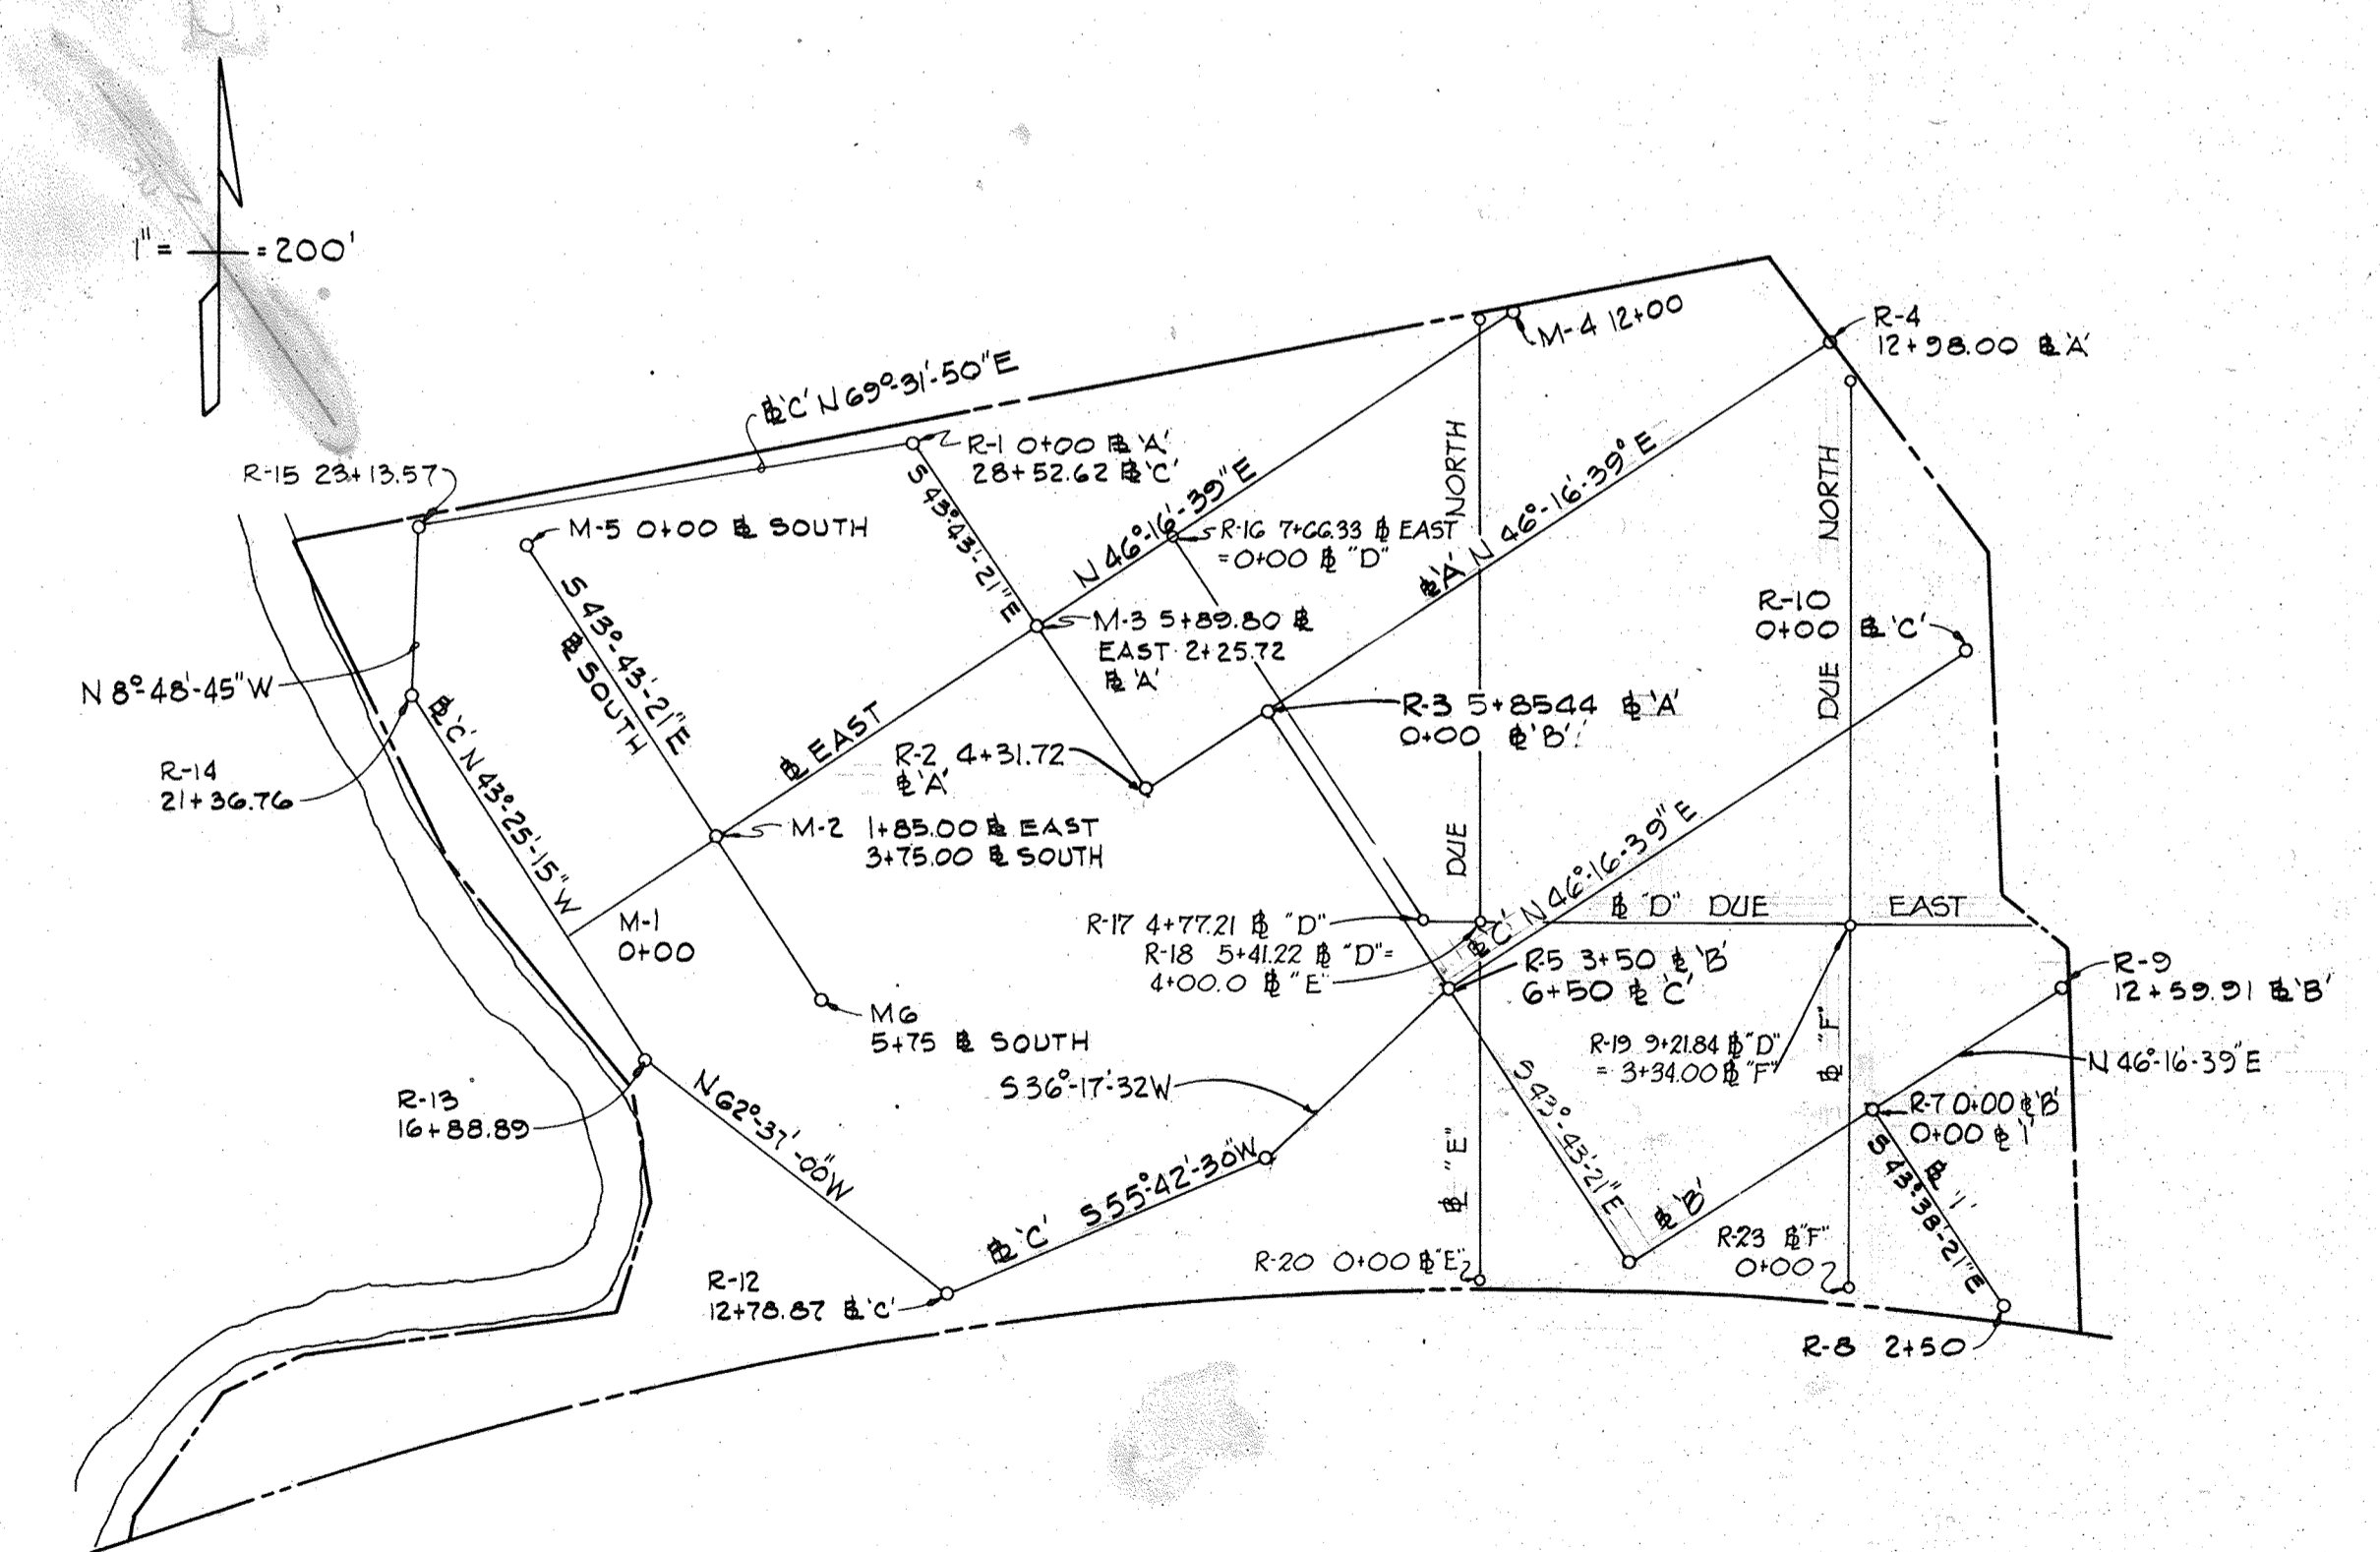 1" = = 200'
M-4 12+00
R-4
12+98.00 ℄ 'A'
℄ 'C' N 69°-31'-50" E
R-15 23+13.57
R-1 0+00 ℄ 'A'
28+52.62 ℄ 'C'
M-5 0+00 ℄ SOUTH
S 43°-43'-21" E
N 46°-16'-39" E
R-16 7+66.33 ℄ EAST
= 0+00 ℄ "D"
NORTH
℄ 'A' N 46°-16'-39" E
NORTH
S 43°-43'-21" E
℄ SOUTH
M-3 5+89.80 ℄
EAST 2+25.72
℄ 'A'
R-10
0+00 ℄ 'C'
N 8°-48'-45" W
℄ EAST
R-3 5+8544 ℄ 'A'
0+00 ℄ 'B'
DUE
R-14
21+36.76
℄ 'C' N 43°-25'-15" W
R-2 4+31.72
℄ 'A'
M-2 1+85.00 ℄ EAST
3+75.00 ℄ SOUTH
DUE
℄ 'C' N 46°-16-39" E
℄ "D" DUE EAST
M-1
0+00
R-17 4+77.21 ℄ "D"
R-18 5+41.22 ℄ "D" =
4+00.0 ℄ "E"
R-5 3+50 ℄ 'B'
6+50 ℄ 'C'
R-9
12+59.91 ℄ 'B'
M6
5+75 ℄ SOUTH
R-19 9+21.84 ℄ "D"
= 3+34.00 ℄ "F"
℄ "F"
N 46°-16'-39" E
S 36°-17'-32 W
R-13
16+88.89
N 62°-37'-00" W
S 43°-43'-21" E
R-7 0+00 ℄ 'B'
0+00 ℄ '1'
℄ '1'
S 43°-38'-21" E
℄ "E"
℄ 'C' S 55°-42'-30" W
℄ 'B'
R-23 ℄ "F"
0+00
R-20 0+00 ℄ "E"
R-12
12+78.87 ℄ 'C'
R-8 2+50